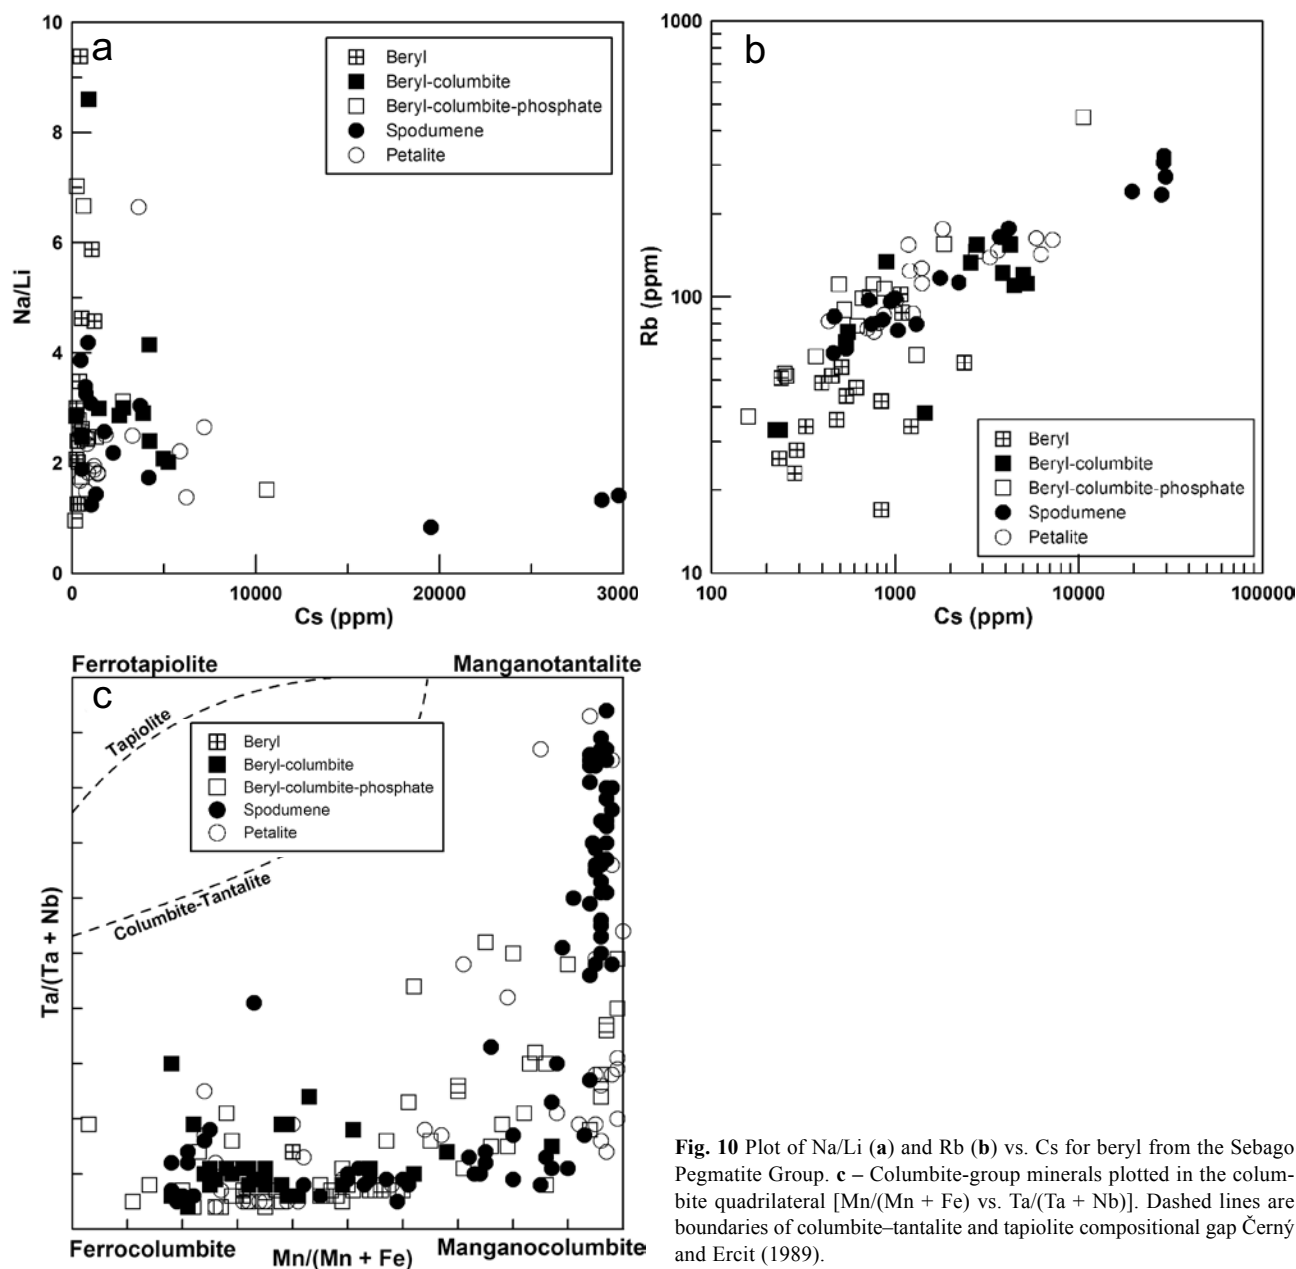 a
10
8
6
4
2
0
Na/Li
Beryl
Beryl-columbite
Beryl-columbite-phosphate
Spodumene
Petalite
0 10000 20000 3000
Cs (ppm)
b
1000
100
10
Rb (ppm)
Beryl
Beryl-columbite
Beryl-columbite-phosphate
Spodumene
Petalite
100 1000 10000 100000
Cs (ppm)
Ferrotapiolite Manganotantalite
c
Tapiolite
Beryl
Beryl-columbite
Beryl-columbite-phosphate
Spodumene
Petalite
Columbite-Tantalite
Ta/(Ta + Nb)
Ferrocolumbite Manganocolumbite
Mn/(Mn + Fe)
Fig. 10 Plot of Na/Li (a) and Rb (b) vs. Cs for beryl from the Sebago
Pegmatite Group. c – Columbite-group minerals plotted in the colum-
bite quadrilateral [Mn/(Mn + Fe) vs. Ta/(Ta + Nb)]. Dashed lines are
boundaries of columbite–tantalite and tapiolite compositional gap Černý
and Ercit (1989).